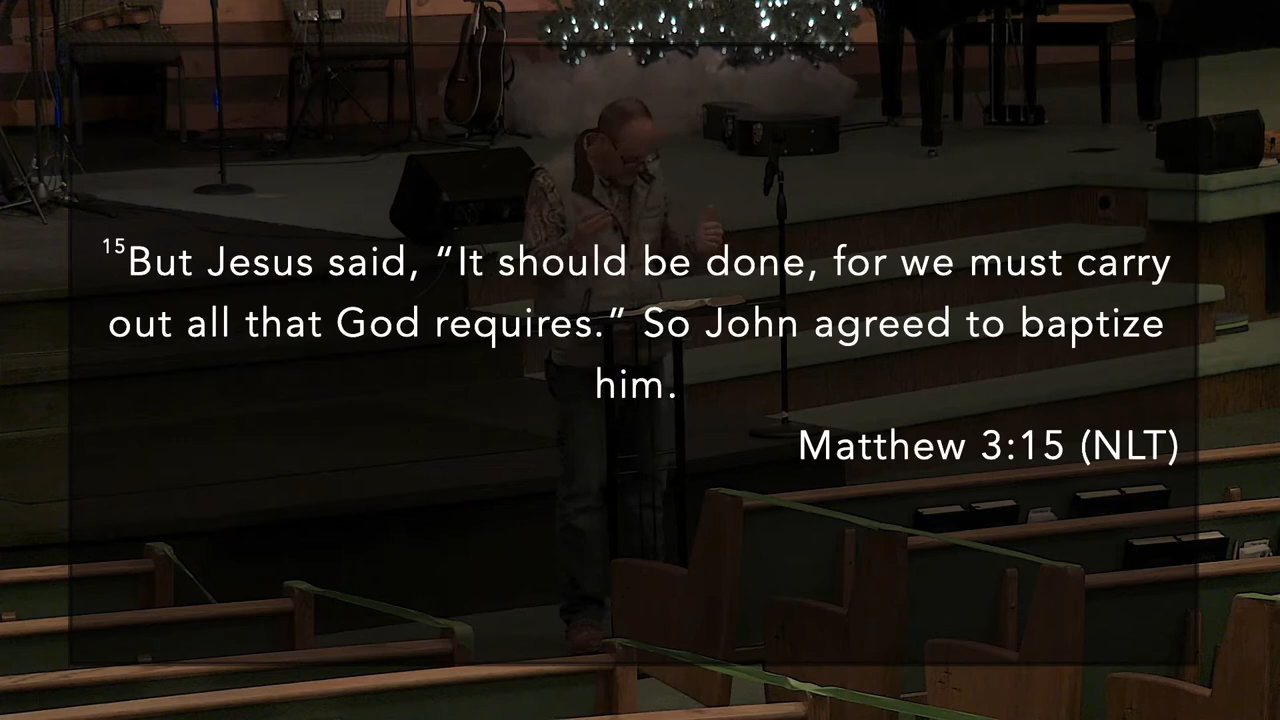 ¹⁵But Jesus said, “It should be done, for we must carry
out all that God requires.” So John agreed to baptize
him.
Matthew 3:15 (NLT)